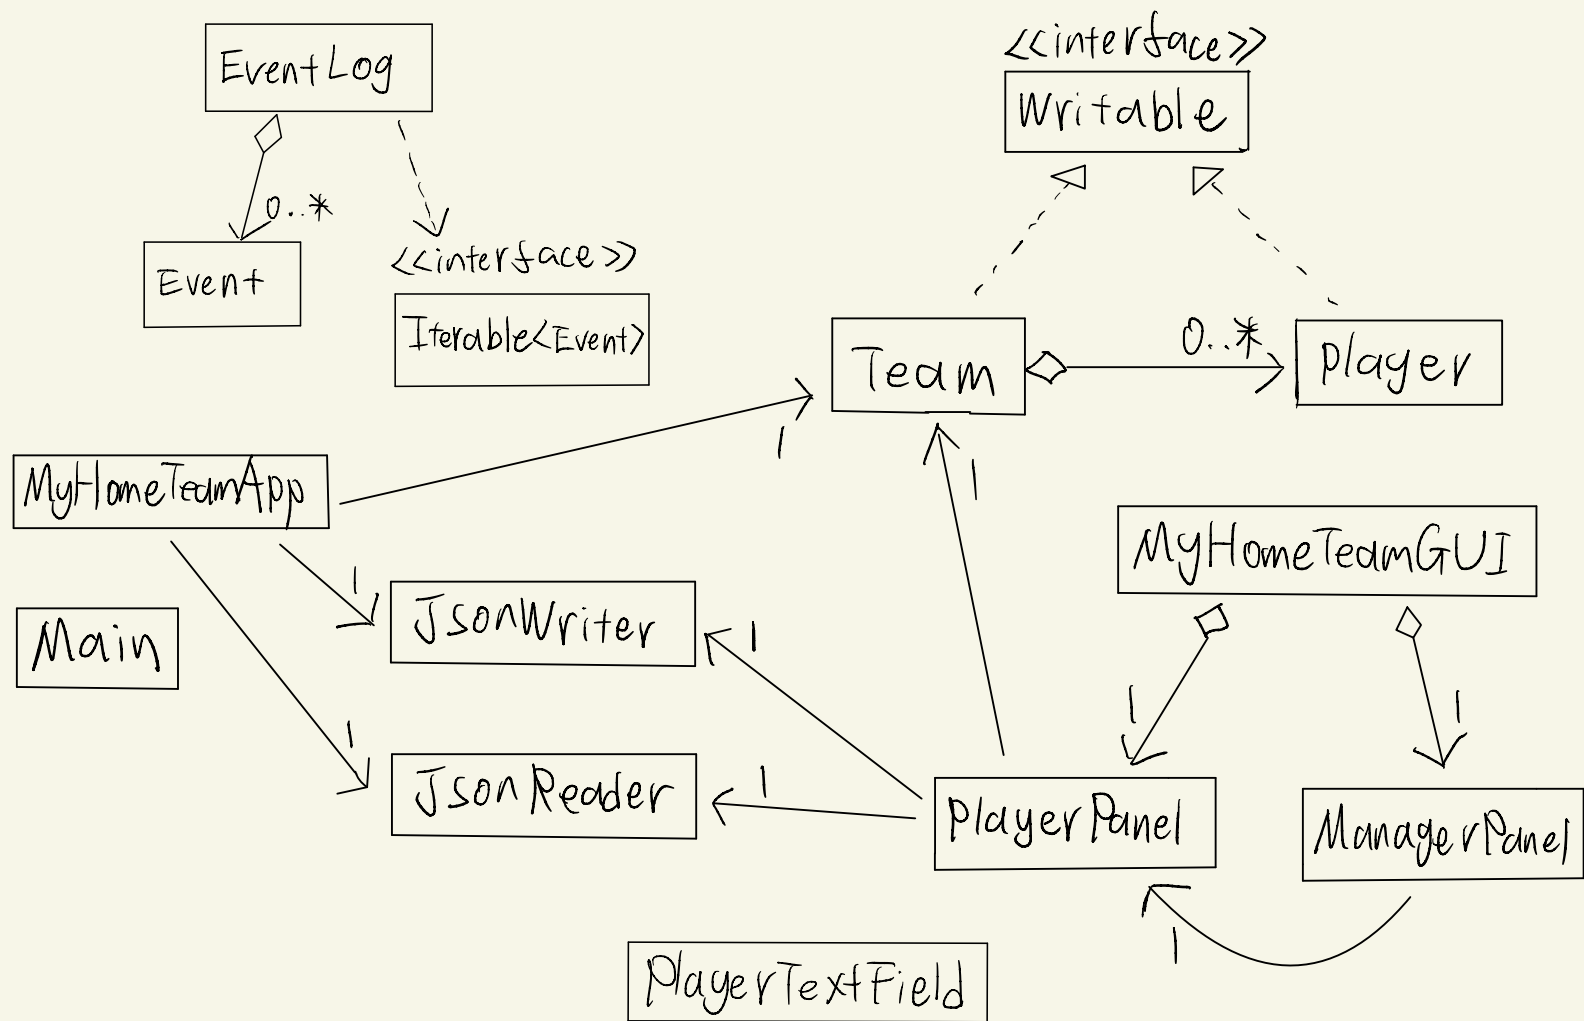 EventLog
<<interface>>
Writable
0..*
<<interface>>
Event
Iterable<Event>
0..*
Team
Player
1
1
MyHomeTeamApp
MyHomeTeamGUI
1
JsonWriter
Main
1
1
1
1
1
JsonReader
PlayerPanel
ManagerPanel
1
PlayerTextField